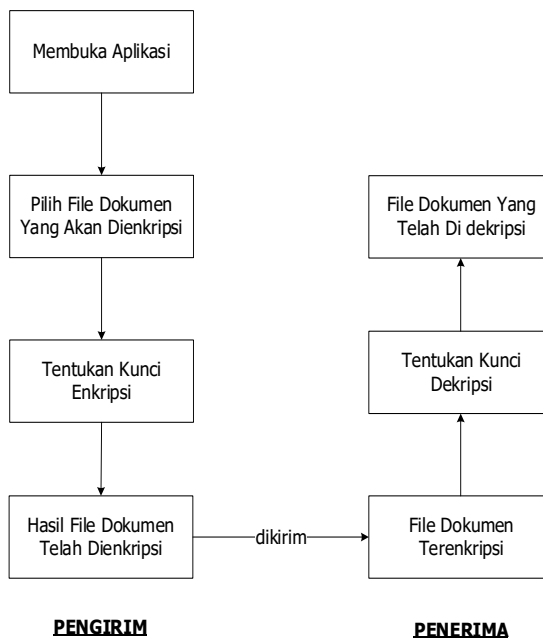 Membuka Aplikasi
Pilih File Dokumen
Yang Akan Dienkripsi
Tentukan Kunci
Enkripsi
Hasil File Dokumen
Telah Dienkripsi
dikirim
File Dokumen
Terenkripsi
Tentukan Kunci
Dekripsi
File Dokumen Yang
Telah Di dekripsi
PENGIRIM
PENERIMA